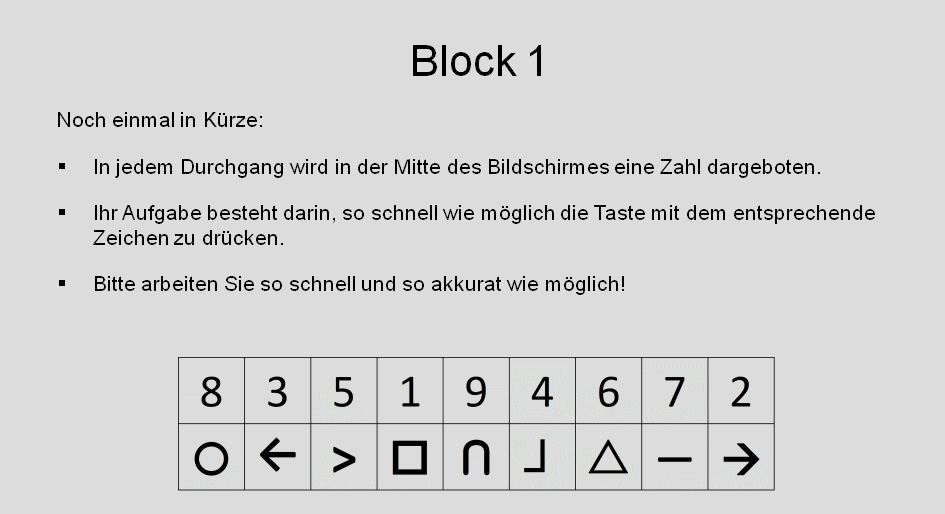 Block 1
Noch einmal in Kürze:
▪ In jedem Durchgang wird in der Mitte des Bildschirmes eine Zahl dargeboten.
▪ Ihr Aufgabe besteht darin, so schnell wie möglich die Taste mit dem entsprechende
Zeichen zu drücken.
▪ Bitte arbeiten Sie so schnell und so akkurat wie möglich!
8 3 5 1 9 4 6 7 2
○ ← > □ ∩ ┘ △ — →